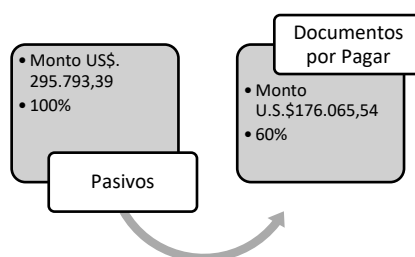 • Monto US$.
295.793,39
• 100%
Pasivos
Documentos
por Pagar
• Monto
U.S.$176.065,54
• 60%